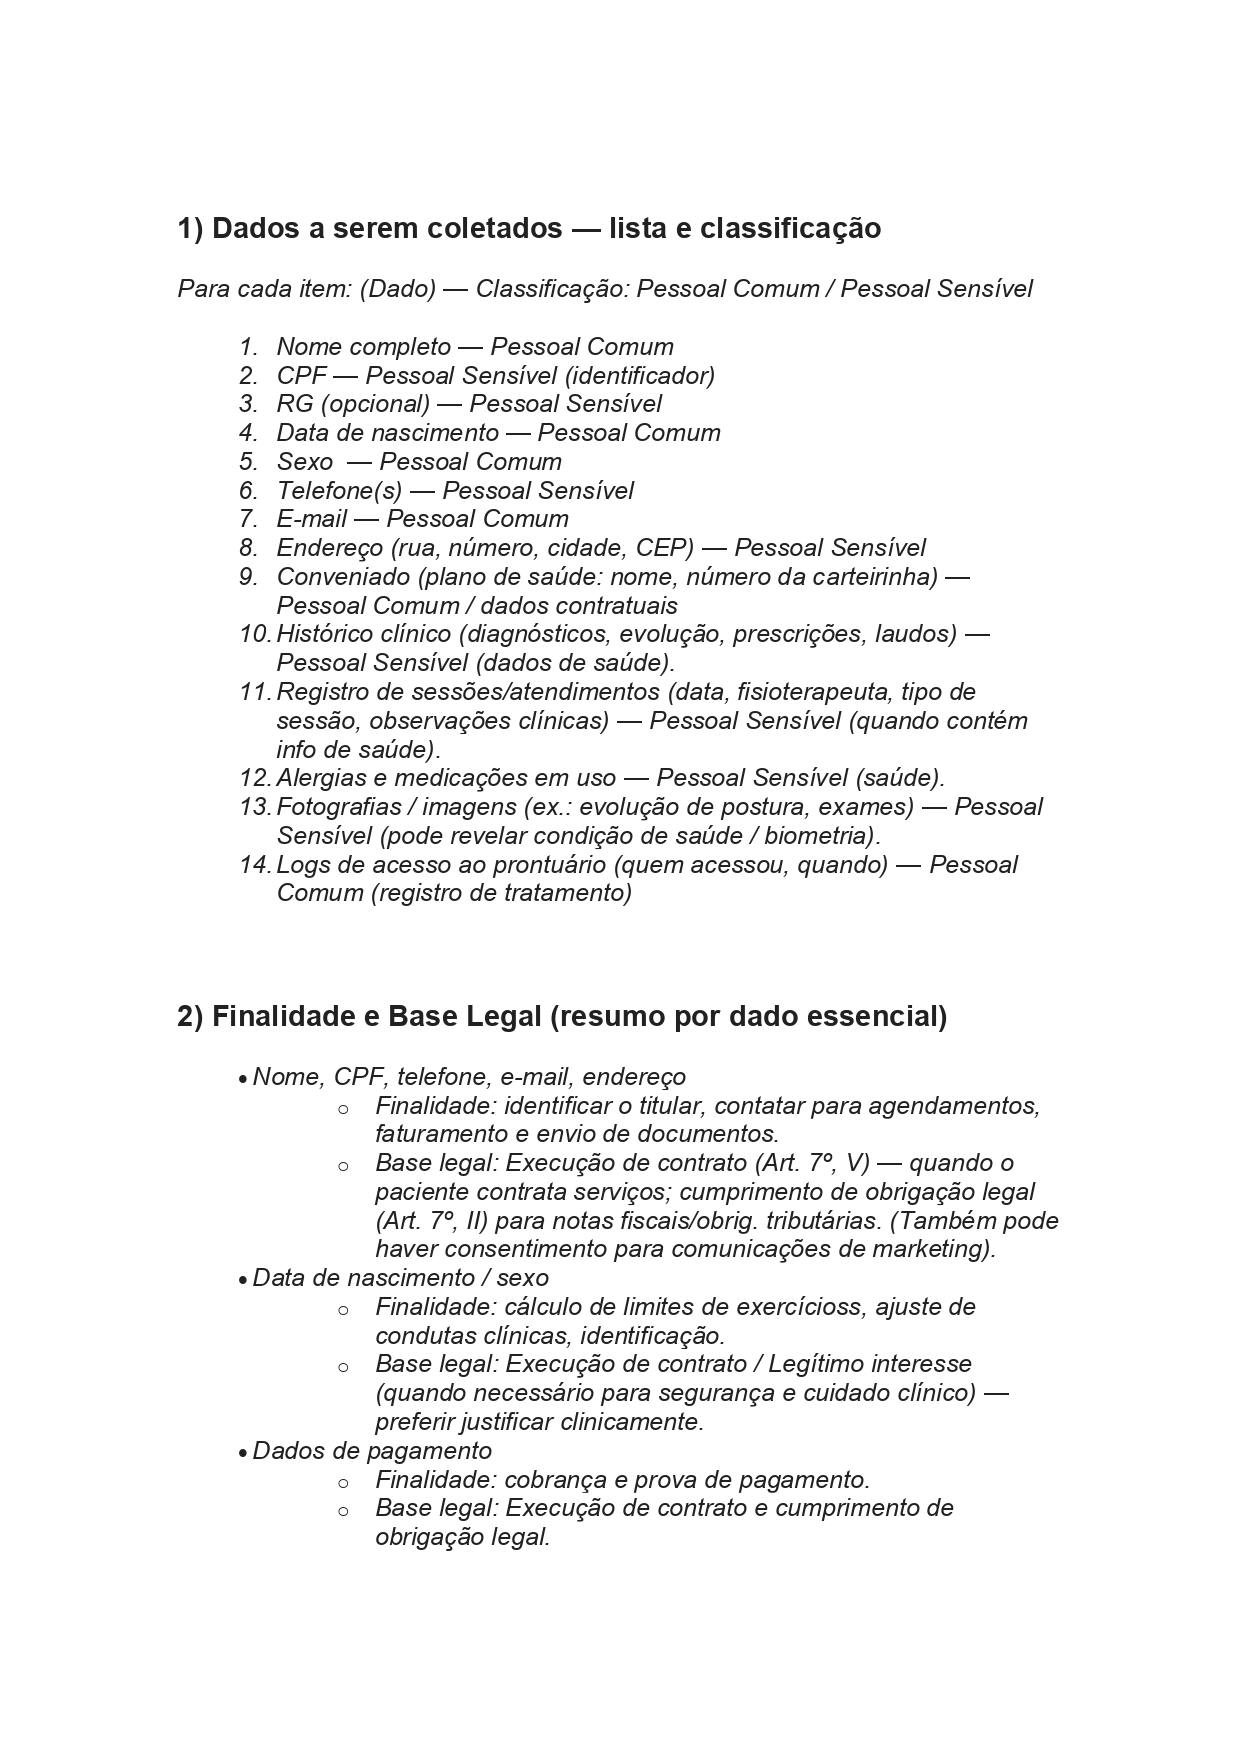 1) Dados a serem coletados — lista e classificação
Para cada item: (Dado) — Classificação: Pessoal Comum / Pessoal Sensível
1. Nome completo — Pessoal Comum
2. CPF — Pessoal Sensível (identificador)
3. RG (opcional) — Pessoal Sensível
4. Data de nascimento — Pessoal Comum
5. Sexo — Pessoal Comum
6. Telefone(s) — Pessoal Sensível
7. E-mail — Pessoal Comum
8. Endereço (rua, número, cidade, CEP) — Pessoal Sensível
9. Conveniado (plano de saúde: nome, número da carteirinha) —
Pessoal Comum / dados contratuais
10. Histórico clínico (diagnósticos, evolução, prescrições, laudos) —
Pessoal Sensível (dados de saúde).
11. Registro de sessões/atendimentos (data, fisioterapeuta, tipo de
sessão, observações clínicas) — Pessoal Sensível (quando contém
info de saúde).
12. Alergias e medicações em uso — Pessoal Sensível (saúde).
13. Fotografias / imagens (ex.: evolução de postura, exames) — Pessoal
Sensível (pode revelar condição de saúde / biometria).
14. Logs de acesso ao prontuário (quem acessou, quando) — Pessoal
Comum (registro de tratamento)
2) Finalidade e Base Legal (resumo por dado essencial)
• Nome, CPF, telefone, e-mail, endereço
○ Finalidade: identificar o titular, contatar para agendamentos,
faturamento e envio de documentos.
○ Base legal: Execução de contrato (Art. 7º, V) — quando o
paciente contrata serviços; cumprimento de obrigação legal
(Art. 7º, II) para notas fiscais/obrig. tributárias. (Também pode
haver consentimento para comunicações de marketing).
• Data de nascimento / sexo
○ Finalidade: cálculo de limites de exercícioss, ajuste de
condutas clínicas, identificação.
○ Base legal: Execução de contrato / Legítimo interesse
(quando necessário para segurança e cuidado clínico) —
preferir justificar clinicamente.
• Dados de pagamento
○ Finalidade: cobrança e prova de pagamento.
○ Base legal: Execução de contrato e cumprimento de
obrigação legal.